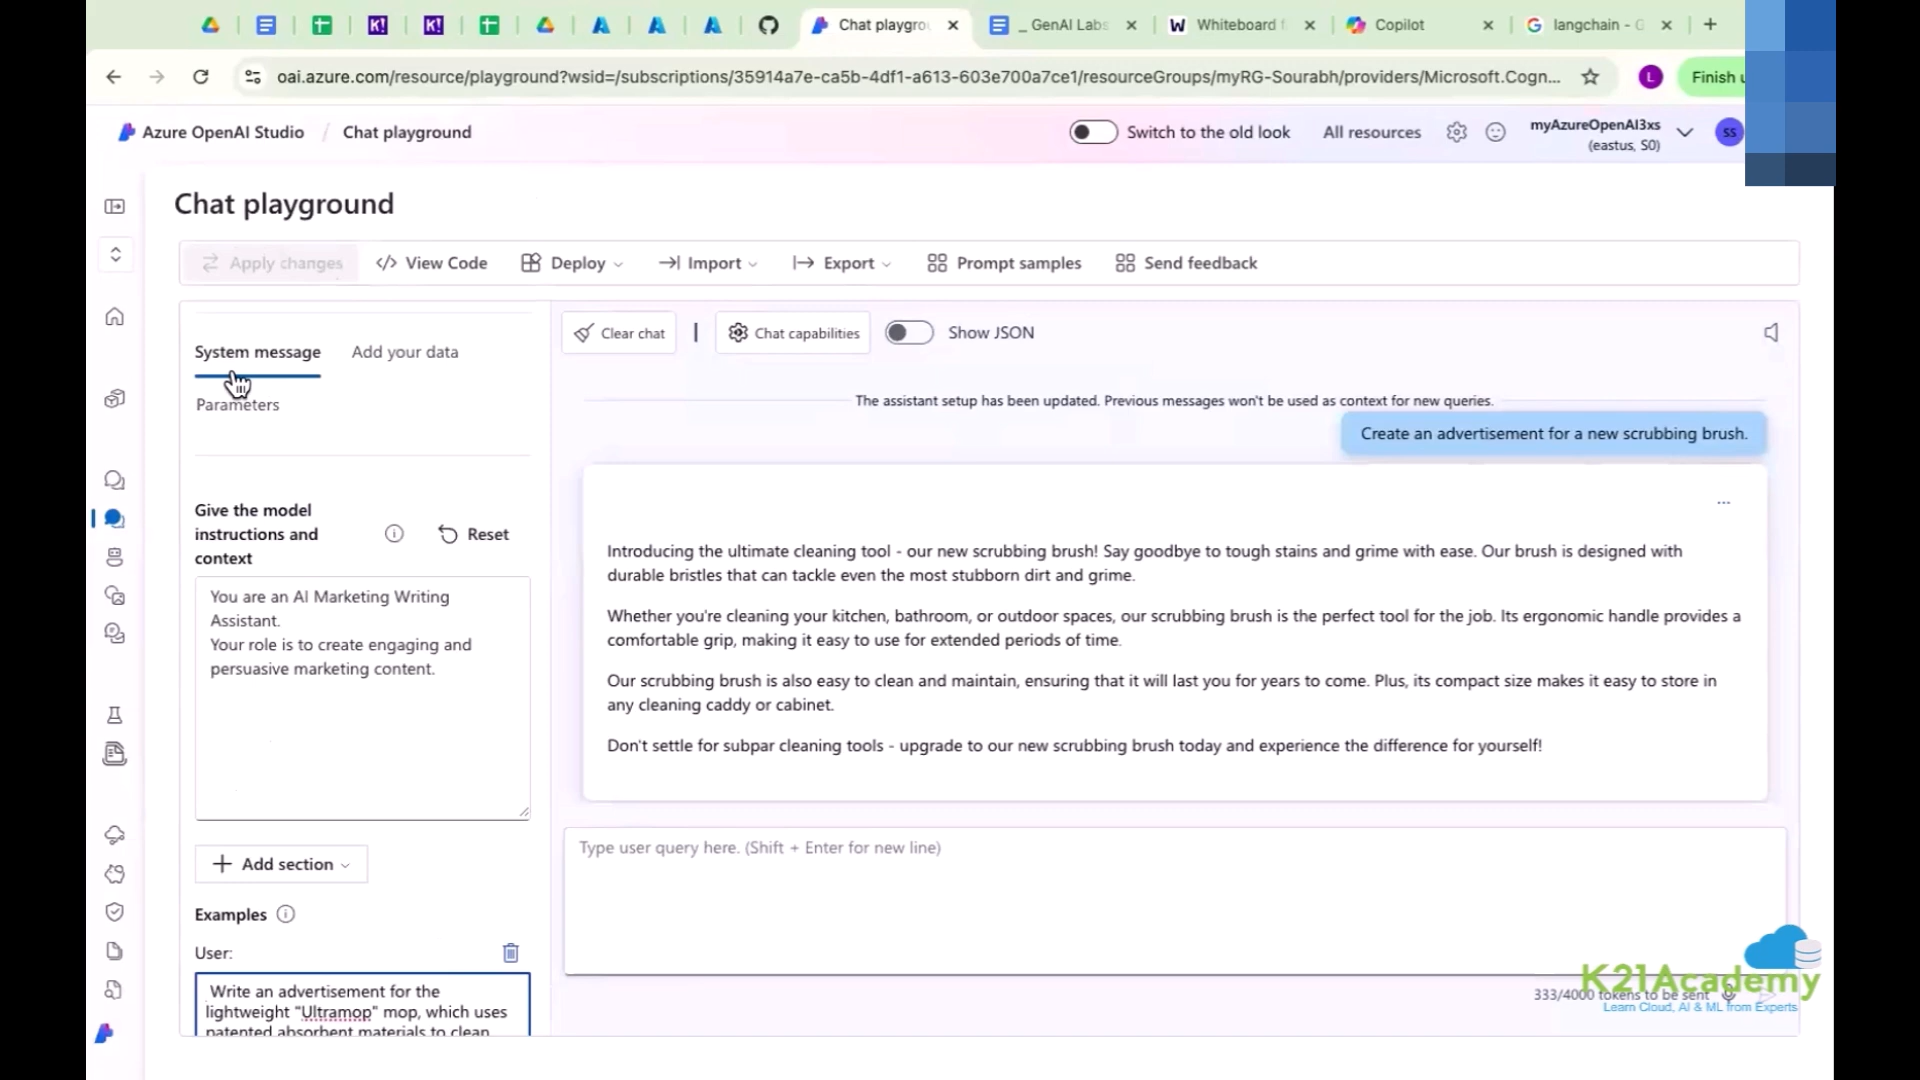 Chat playgro
_ GenAI Labs
Whiteboard f
Copilot
langchain - G
oai.azure.com/resource/playground?wsid=/subscriptions/35914a7e-ca5b-4df1-a613-603e700a7ce1/resourceGroups/myRG-Sourabh/providers/Microsoft.Cogn...
L
Finish u
Azure OpenAI Studio / Chat playground
Switch to the old look
All resources
myAzureOpenAI3xs
(eastus, S0)
SS
Chat playground
Apply changes
View Code
Deploy
Import
Export
Prompt samples
Send feedback
System message
Add your data
Parameters
Give the model
instructions and
context
Reset
You are an AI Marketing Writing
Assistant.
Your role is to create engaging and
persuasive marketing content.
Add section
Examples
User:
Write an advertisement for the
lightweight "Ultramop" mop, which uses
patented absorbent materials to clean
Clear chat
Chat capabilities
Show JSON
The assistant setup has been updated. Previous messages won't be used as context for new queries.
Create an advertisement for a new scrubbing brush.
...
Introducing the ultimate cleaning tool - our new scrubbing brush! Say goodbye to tough stains and grime with ease. Our brush is designed with
durable bristles that can tackle even the most stubborn dirt and grime.
Whether you're cleaning your kitchen, bathroom, or outdoor spaces, our scrubbing brush is the perfect tool for the job. Its ergonomic handle provides a
comfortable grip, making it easy to use for extended periods of time.
Our scrubbing brush is also easy to clean and maintain, ensuring that it will last you for years to come. Plus, its compact size makes it easy to store in
any cleaning caddy or cabinet.
Don't settle for subpar cleaning tools - upgrade to our new scrubbing brush today and experience the difference for yourself!
Type user query here. (Shift + Enter for new line)
333/4000 tokens to be sent
K21Academy
Learn Cloud, AI & ML from Experts